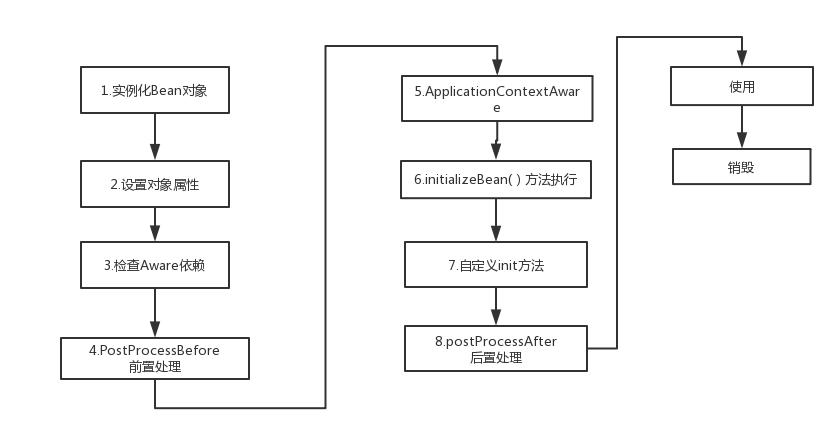 1.实例化Bean对象
2.设置对象属性
3.检查Aware依赖
4.PostProcessBefore
前置处理
5.ApplicationContextAwar
e
6.initializeBean( ) 方法执行
7.自定义init方法
8.postProcessAfter
后置处理
使用
销毁